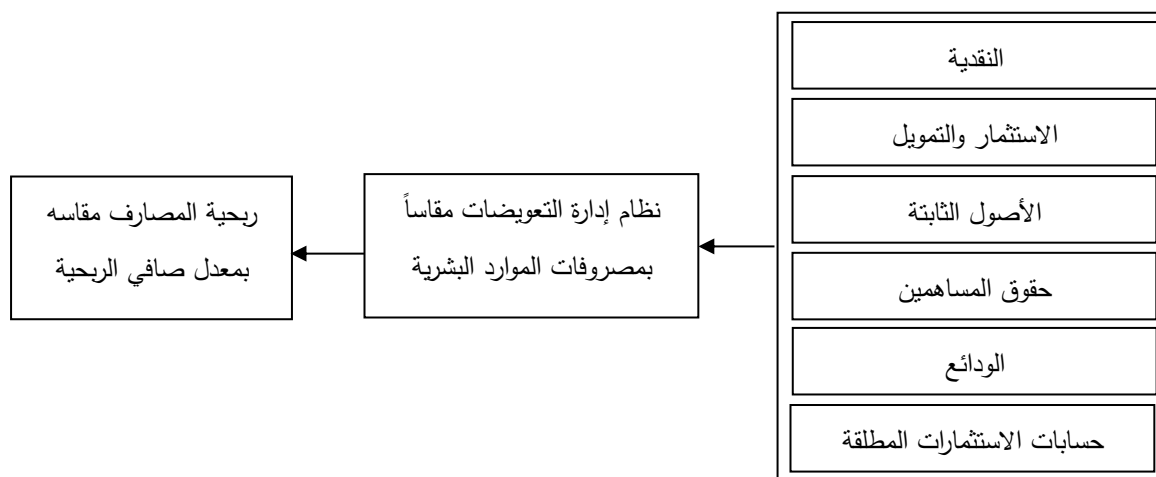 النقدية
الاستثمار والتمويل
الأصول الثابتة
حقوق المساهمين
الودائع
حسابات الاستثمارات المطلقة
نظام إدارة التعويضات مقاساً
بمصروفات الموارد البشرية
ربحية المصارف مقاسه
بمعدل صافي الربحية